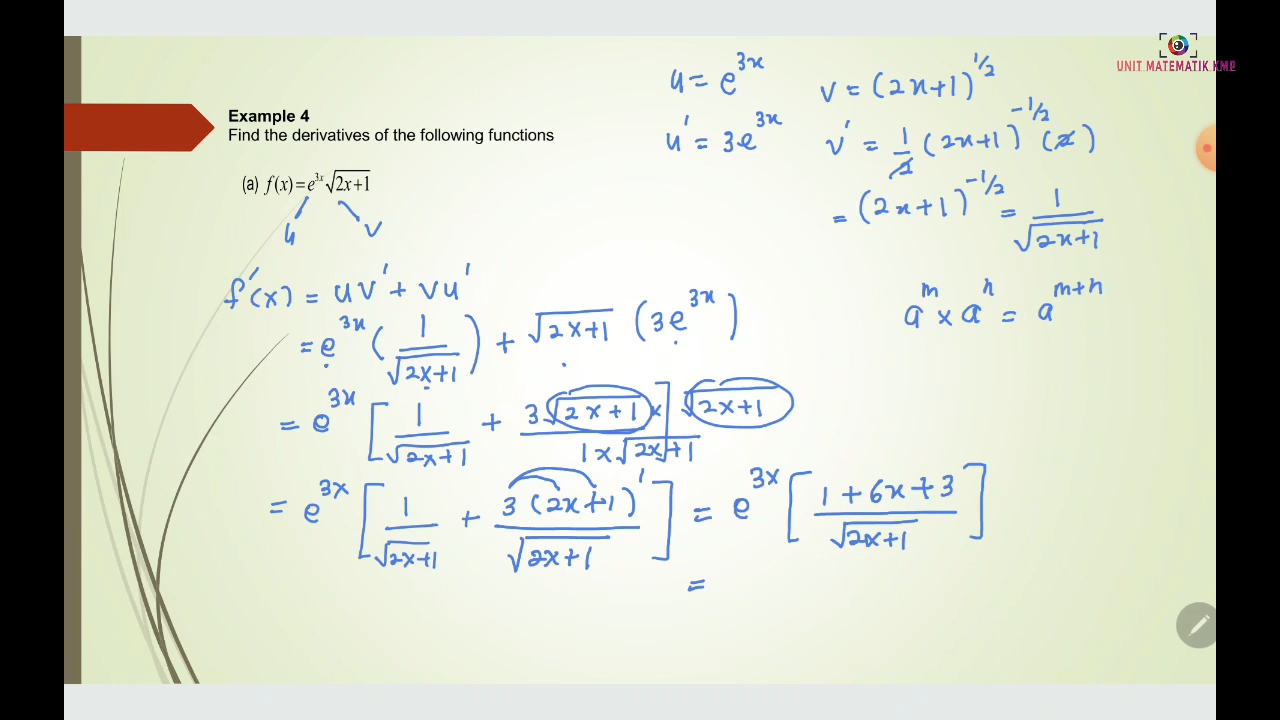 UNIT MATEMATIK KMP
Example 4
Find the derivatives of the following functions
(a) f(x) = e^{3x}√(2x+1)
u v
u = e^{3x}
u' = 3e^{3x}
v = (2x+1)^{1/2}
v' = 1/2 (2x+1)^{-1/2} (2)
= (2x+1)^{-1/2} = 1/√(2x+1)
a^m × a^n = a^{m+n}
f'(x) = uv' + vu'
= e^{3x} (1/√(2x+1)) + √(2x+1) (3e^{3x})
= e^{3x} [1/√(2x+1) + 3√(2x+1) × √(2x+1) / 1 × √(2x+1)]
= e^{3x} [1/√(2x+1) + 3(2x+1)^1/√(2x+1)] = e^{3x} [(1+6x+3)/√(2x+1)]
=